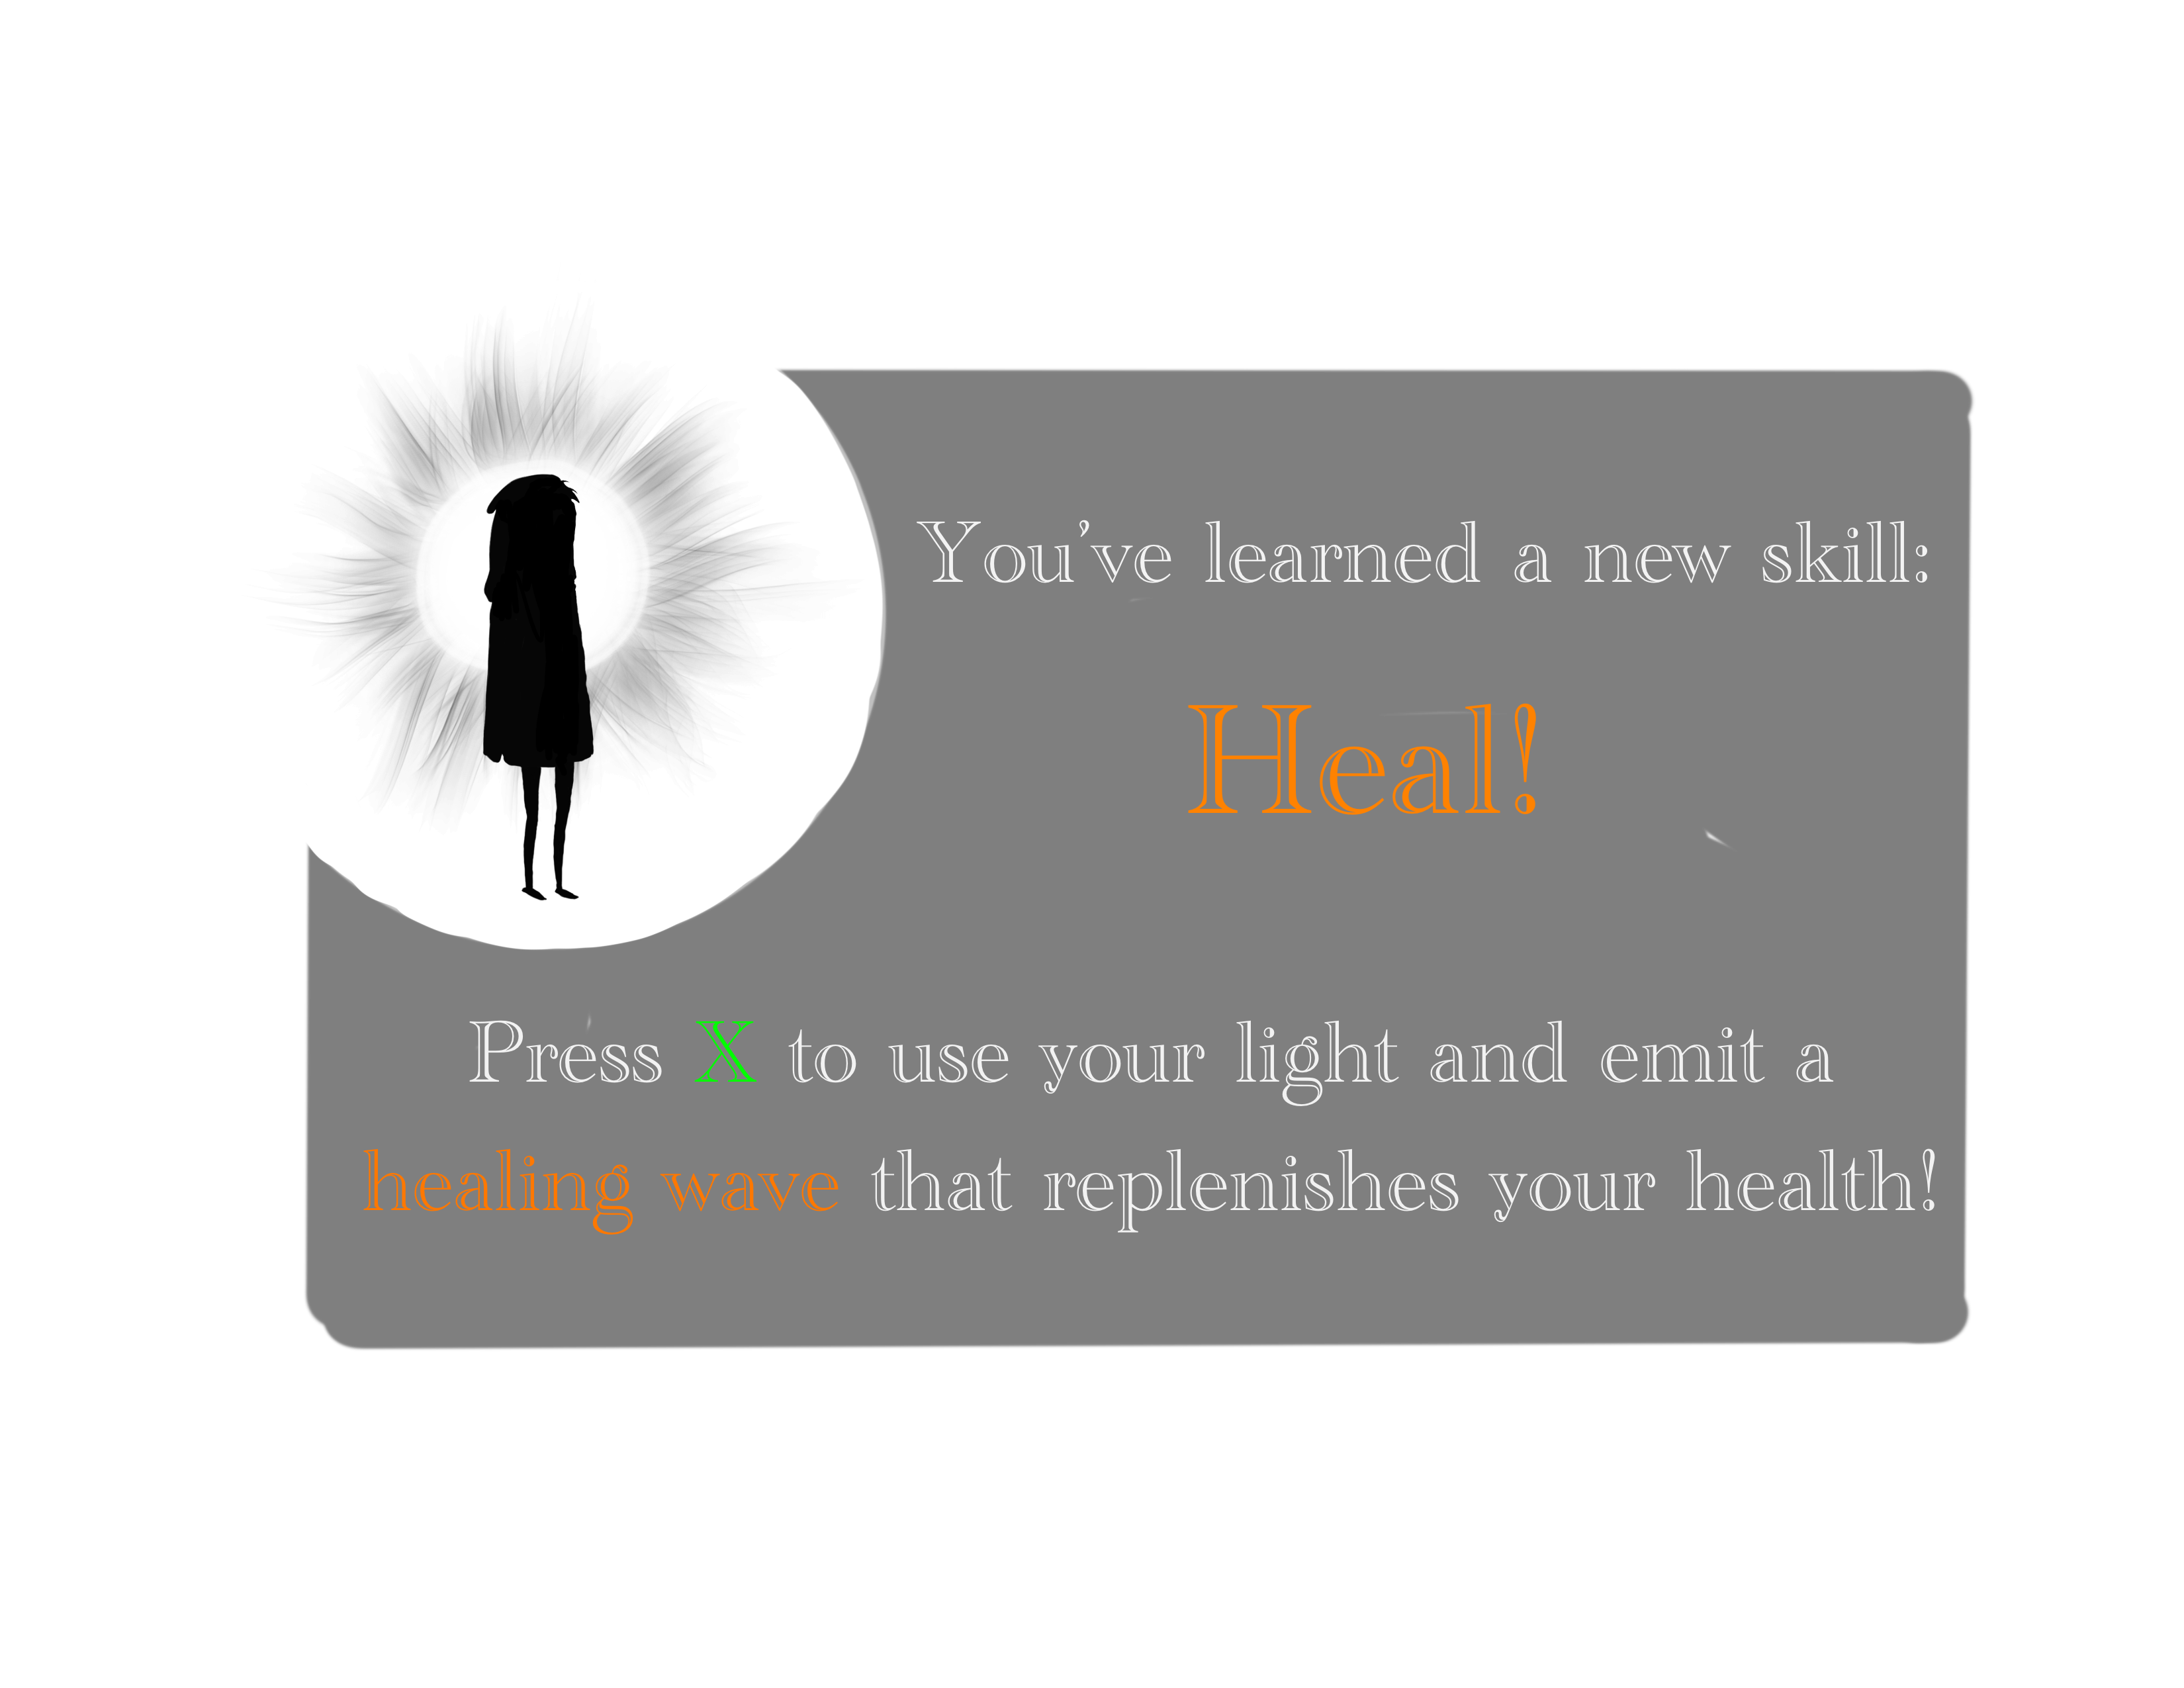 You've learned a new skill:
Heal!
Press X to use your light and emit a
healing wave that replenishes your health!